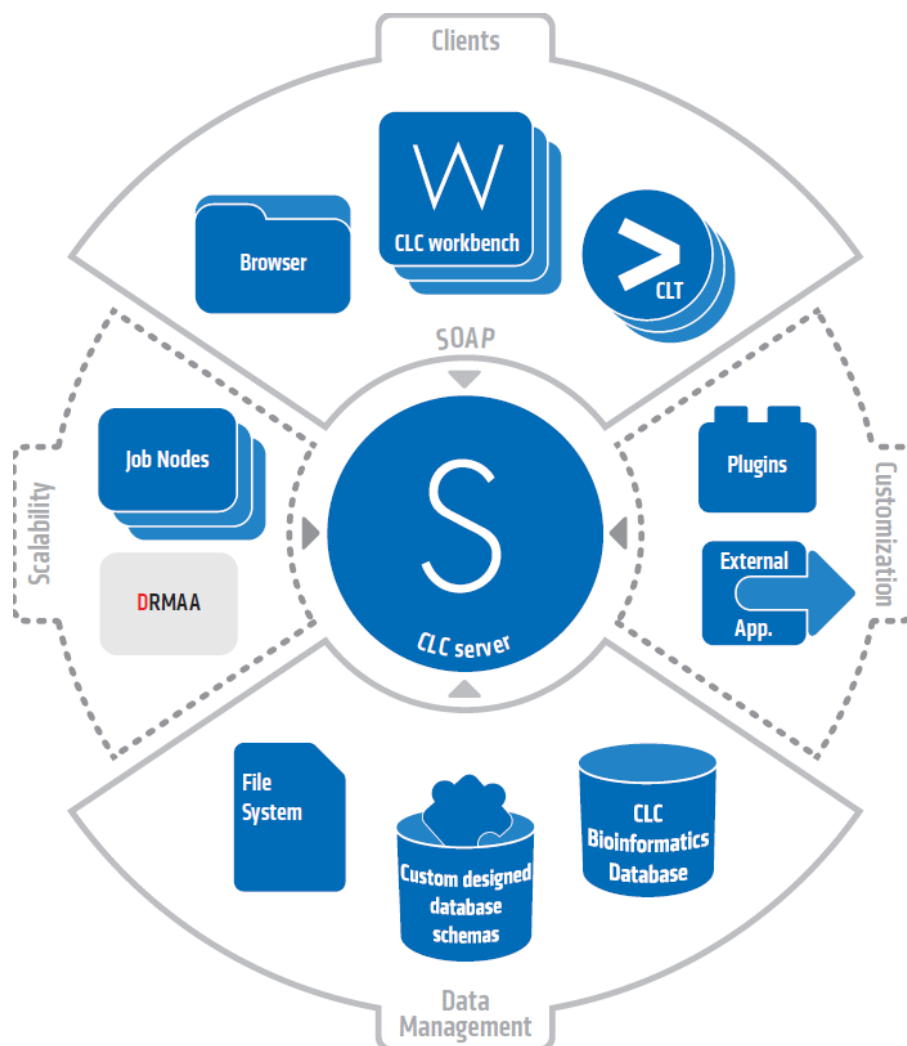 Clients
W
CLC workbench
Browser
>
CLT
SOAP
Job Nodes
Scalability
DRMAA
S
CLC server
Plugins
External
App.
Customization
File
System
Custom designed
database
schemas
CLC
Bioinformatics
Database
Data
Management